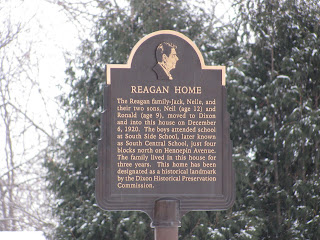 REAGAN HOME
The Reagan family-Jack, Nelle, and
their two sons, Neil (age 12) and
Ronald (age 9), moved to Dixon
and into this house on December
6, 1920. The boys attended school
at South Side School, later known
as South Central School, just four
blocks north on Hennepin Avenue.
The family lived in this house for
three years. This home has been
designated as a historical landmark
by the Dixon Historical Preservation
Commission.